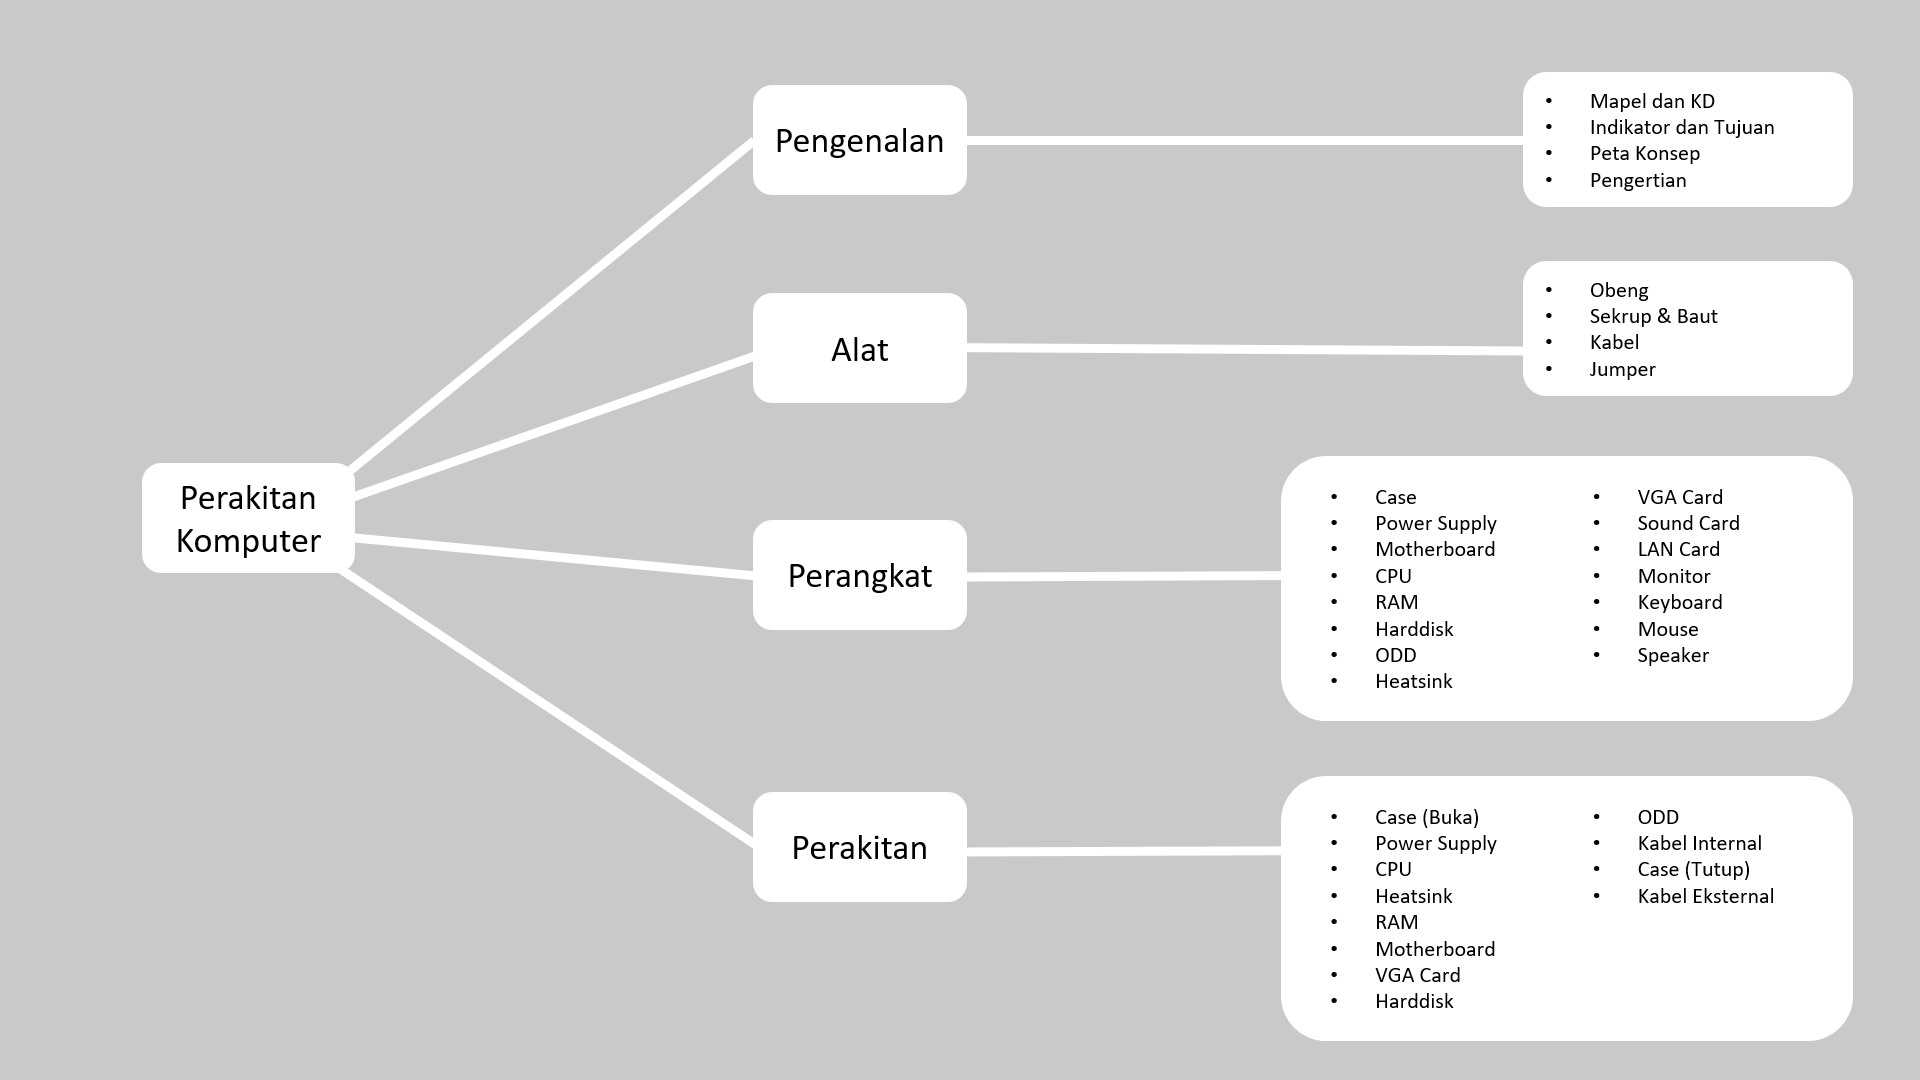 Perakitan
Komputer
Pengenalan
• Mapel dan KD
• Indikator dan Tujuan
• Peta Konsep
• Pengertian
Alat
• Obeng
• Sekrup & Baut
• Kabel
• Jumper
Perangkat
• Case
• Power Supply
• Motherboard
• CPU
• RAM
• Harddisk
• ODD
• Heatsink
• VGA Card
• Sound Card
• LAN Card
• Monitor
• Keyboard
• Mouse
• Speaker
Perakitan
• Case (Buka)
• Power Supply
• CPU
• Heatsink
• RAM
• Motherboard
• VGA Card
• Harddisk
• ODD
• Kabel Internal
• Case (Tutup)
• Kabel Eksternal